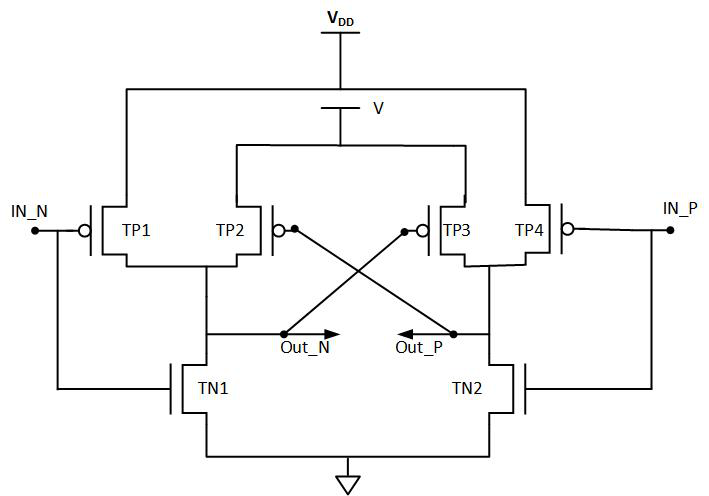 VDD
V
IN_N
TP1
TP2
TP3
TP4
IN_P
Out_N
Out_P
TN1
TN2